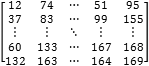 12 74 ⋯ 51 95
37 83 ⋯ 99 155
⋮ ⋮ ⋱ ⋮ ⋮
60 133 ⋯ 167 168
132 163 ⋯ 164 169